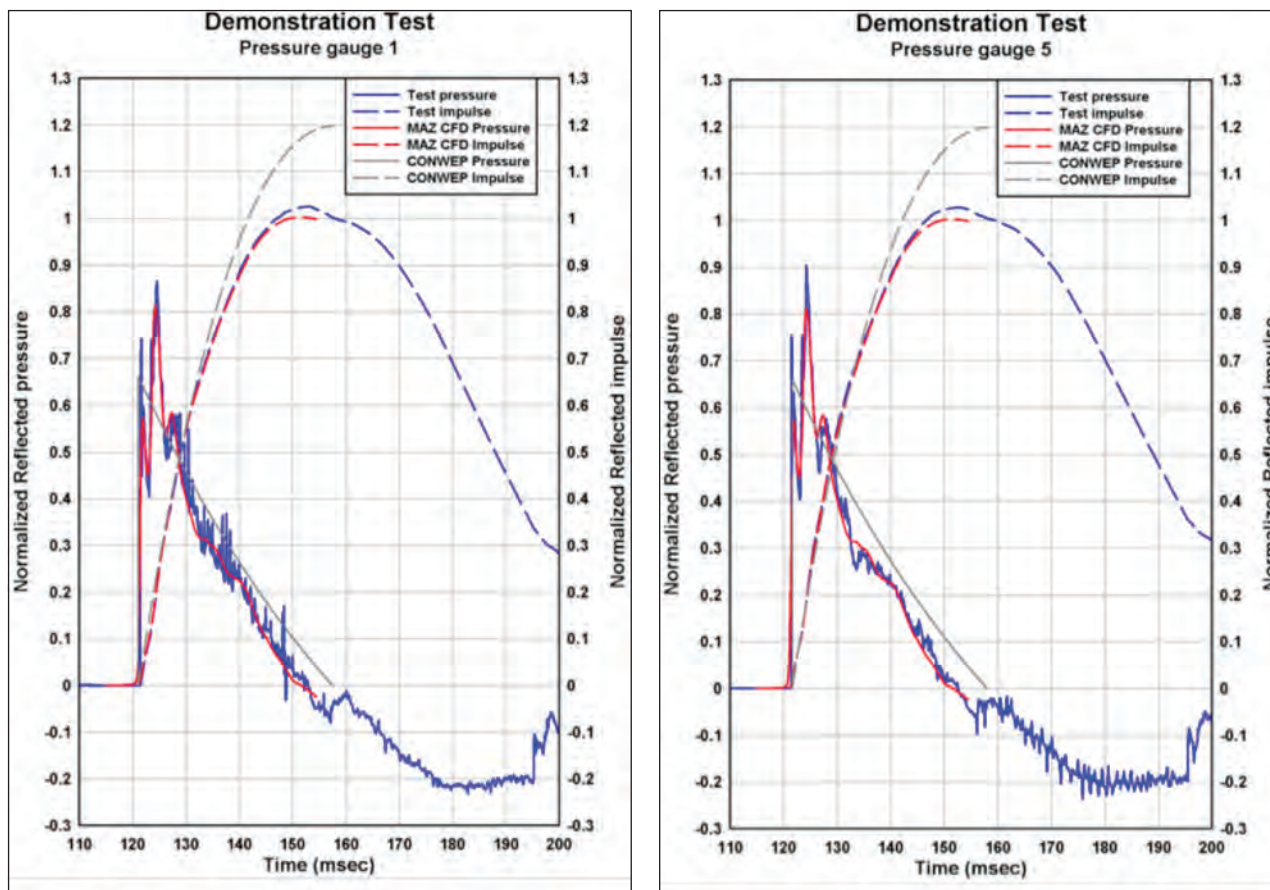 Demonstration Test
Pressure gauge 1
1.3
1.2
1.1
1
0.9
0.8
0.7
0.6
0.5
0.4
0.3
0.2
0.1
0
-0.1
-0.2
-0.3
Normalized Reflected pressure
Test pressure
Test impulse
MAZ CFD Pressure
MAZ CFD Impulse
CONWEP Pressure
CONWEP Impulse
1.3
1.2
1.1
1
0.9
0.8
0.7
0.6
0.5
0.4
0.3
0.2
0.1
0
-0.1
-0.2
-0.3
Normalized Reflected impulse
110 120 130 140 150 160 170 180 190 200
Time (msec)
Demonstration Test
Pressure gauge 5
1.3
1.2
1.1
1
0.9
0.8
0.7
0.6
0.5
0.4
0.3
0.2
0.1
0
-0.1
-0.2
-0.3
Normalized Reflected pressure
Test pressure
Test impulse
MAZ CFD Pressure
MAZ CFD Impulse
CONWEP Pressure
CONWEP Impulse
1.3
1.2
1.1
1
0.9
0.8
0.7
0.6
0.5
0.4
0.3
0.2
0.1
0
-0.1
-0.2
-0.3
Normalized Reflected impulse
110 120 130 140 150 160 170 180 190 200
Time (msec)